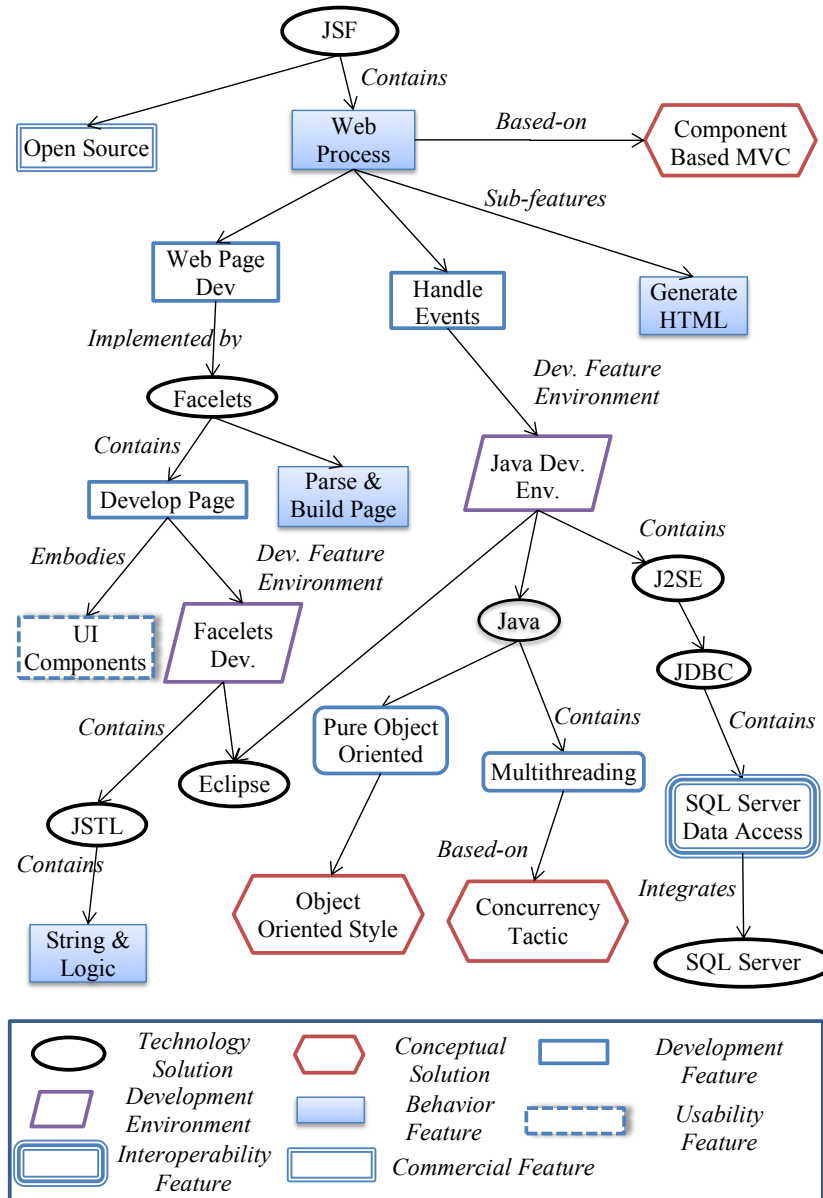 JSF
Contains
Open Source
Web
Process
Based-on
Component
Based MVC
Sub-features
Web Page
Dev
Handle
Events
Generate
HTML
Implemented by
Dev. Feature
Environment
Facelets
Contains
Develop Page
Parse &
Build Page
Java Dev.
Env.
Contains
Embodies
Dev. Feature
Environment
J2SE
UI
Components
Facelets
Dev.
Java
JDBC
Contains
Pure Object
Oriented
Contains
Contains
Eclipse
Multithreading
SQL Server
Data Access
JSTL
Contains
Based-on
Integrates
Object
Oriented Style
Concurrency
Tactic
String &
Logic
SQL Server
Technology
Solution
Conceptual
Solution
Development
Feature
Development
Environment
Behavior
Feature
Usability
Feature
Interoperability
Feature
Commercial Feature